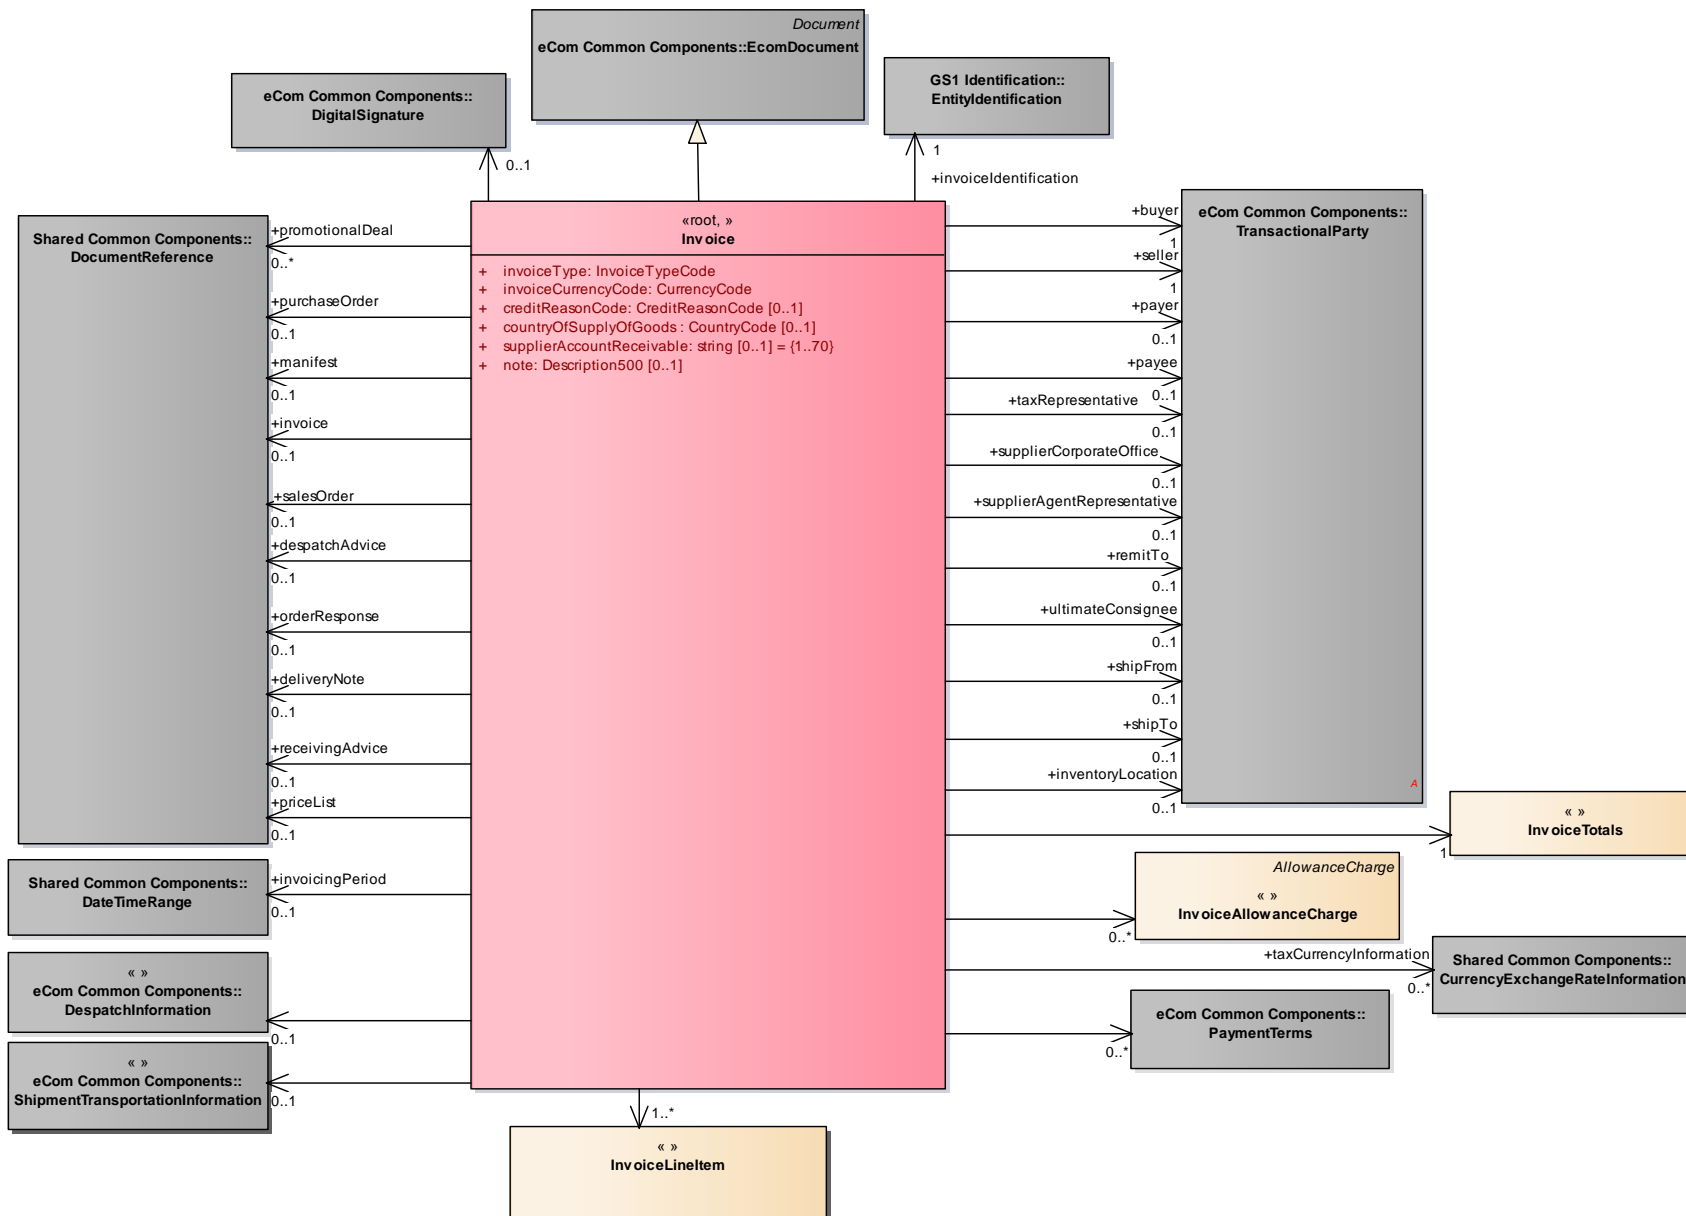 Document
eCom Common Components::EcomDocument
eCom Common Components::
DigitalSignature
GS1 Identification::
EntityIdentification
0..1
1
+invoiceIdentification
Shared Common Components::
DocumentReference
+promotionalDeal
0..*
+purchaseOrder
0..1
+manifest
0..1
+invoice
0..1
+salesOrder
0..1
+despatchAdvice
0..1
+orderResponse
0..1
+deliveryNote
0..1
+receivingAdvice
0..1
+priceList
0..1
Shared Common Components::
DateTimeRange
+invoicingPeriod
0..1
« »
eCom Common Components::
DespatchInformation
0..1
« »
eCom Common Components::
ShipmentTransportationInformation
0..1
«root, »
Invoice
+ invoiceType: InvoiceTypeCode
+ invoiceCurrencyCode: CurrencyCode
+ creditReasonCode: CreditReasonCode [0..1]
+ countryOfSupplyOfGoods : CountryCode [0..1]
+ supplierAccountReceivable: string [0..1] = {1..70}
+ note: Description500 [0..1]
eCom Common Components::
TransactionalParty
+buyer
1
+seller
1
+payer
0..1
+payee
0..1
+taxRepresentative
0..1
+supplierCorporateOffice
0..1
+supplierAgentRepresentative
0..1
+remitTo
0..1
+ultimateConsignee
0..1
+shipFrom
0..1
+shipTo
0..1
+inventoryLocation
0..1
A
« »
InvoiceTotals
1
AllowanceCharge
« »
InvoiceAllowanceCharge
0..*
+taxCurrencyInformation
0..*
Shared Common Components::
CurrencyExchangeRateInformation
eCom Common Components::
PaymentTerms
0..*
1..*
« »
InvoiceLineItem